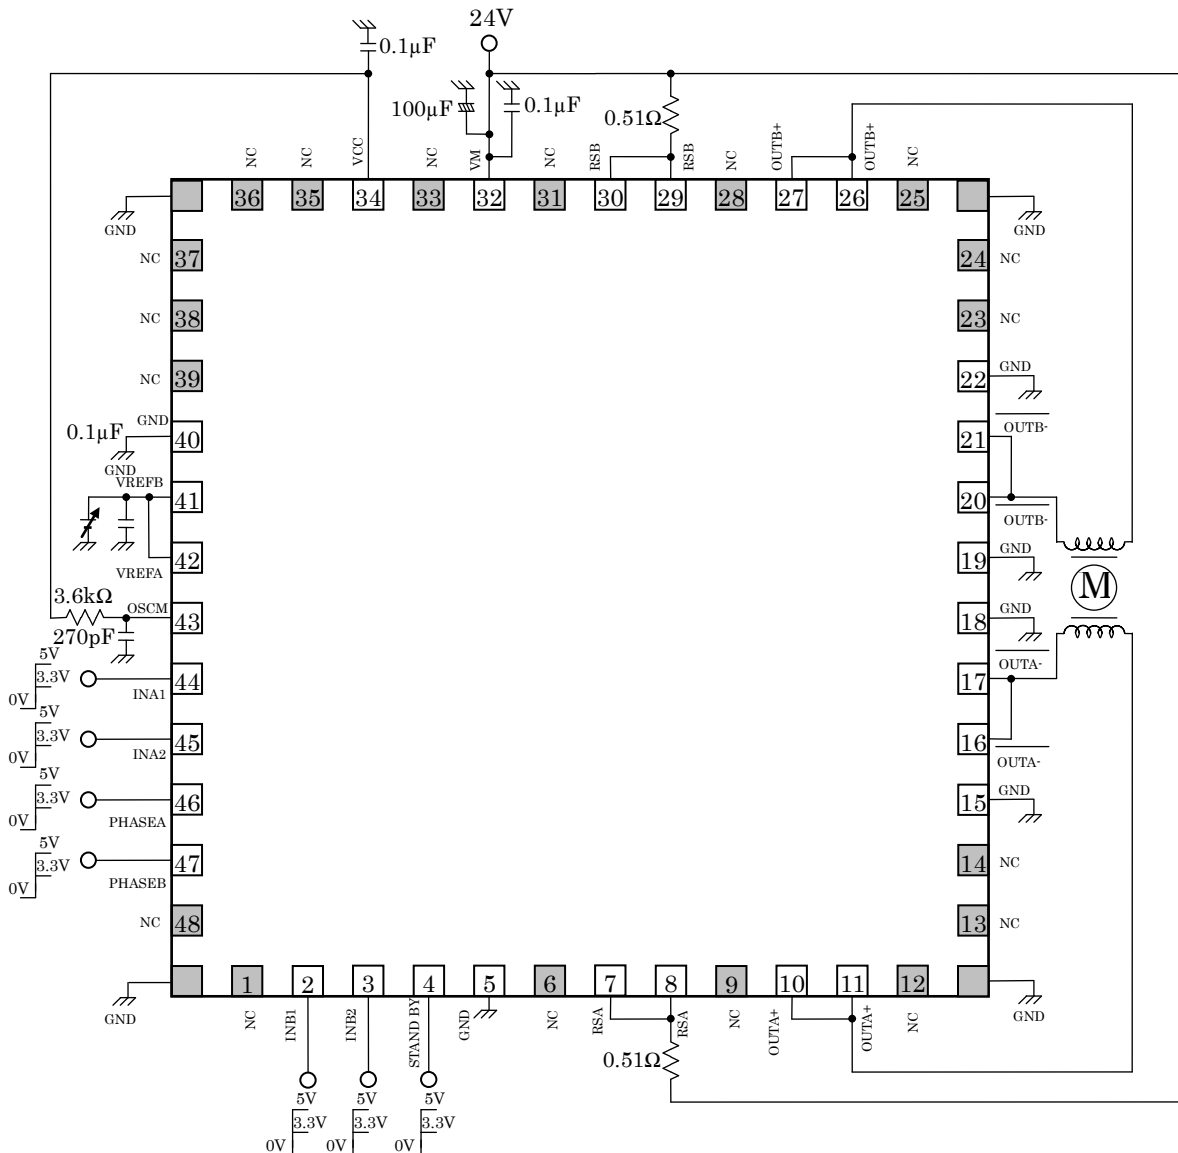 24V
0.1µF
100µF
0.1µF
0.51Ω
NC
NC
VCC
NC
VM
NC
RSB
RSB
NC
OUTB+
OUTB+
NC
36
35
34
33
32
31
30
29
28
27
26
25
GND
GND
37
NC
38
NC
39
NC
GND
0.1µF
40
GND
VREFB
41
42
VREFA
3.6kΩ
OSCM
43
270pF
5V
3.3V
0V
INA1
44
5V
3.3V
0V
INA2
45
5V
3.3V
0V
PHASEA
46
5V
3.3V
0V
PHASEB
47
NC
48
24
NC
23
NC
22
GND
OUTB-
21
20
OUTB-
GND
19
M
GND
18
OUTA-
17
16
OUTA-
GND
15
14
NC
13
NC
GND
GND
1
2
3
4
5
6
7
8
9
10
11
12
NC
INB1
INB2
STAND BY
GND
NC
RSA
RSA
NC
OUTA+
OUTA+
NC
0.51Ω
5V
3.3V
0V
5V
3.3V
0V
5V
3.3V
0V